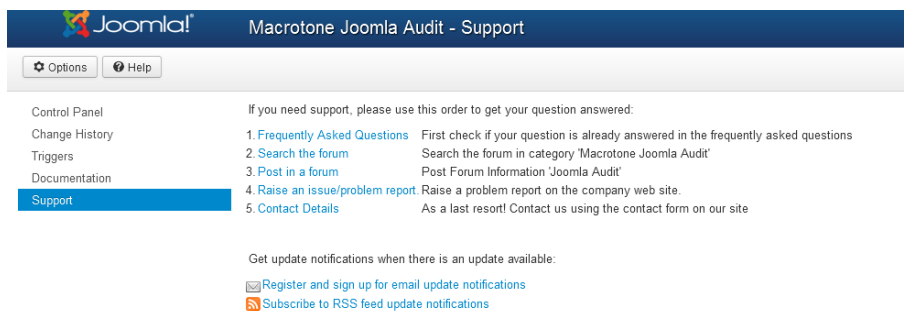 Joomla!
Macrotone Joomla Audit - Support
Options
Help
Control Panel
Change History
Triggers
Documentation
Support
If you need support, please use this order to get your question answered:
1. Frequently Asked Questions First check if your question is already answered in the frequently asked questions
2. Search the forum Search the forum in category 'Macrotone Joomla Audit'
3. Post in a forum Post Forum Information 'Joomla Audit'
4. Raise an issue/problem report. Raise a problem report on the company web site.
5. Contact Details As a last resort! Contact us using the contact form on our site
Get update notifications when there is an update available:
Register and sign up for email update notifications
Subscribe to RSS feed update notifications